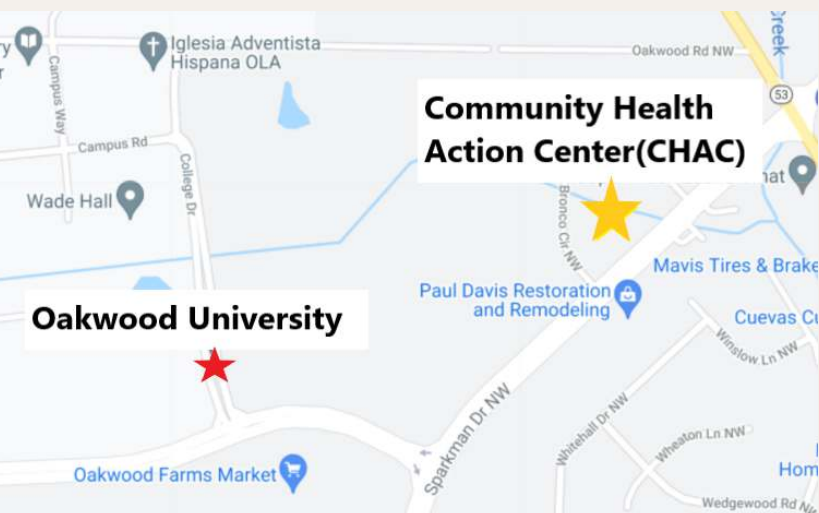 Iglesia Adventista
Hispana OLA
Oakwood Rd NW
Creek
53
Campus Way
Campus Rd
Community Health
Action Center(CHAC)
College Dr
Wade Hall
Bronco Cir NW
Mavis Tires & Brake
Paul Davis Restoration
and Remodeling
Oakwood University
Winslow Ln NW
Sparkman Dr NW
Whitehall Dr NW
Wheaton Ln NW
Oakwood Farms Market
Hom
Wedgewood Rd